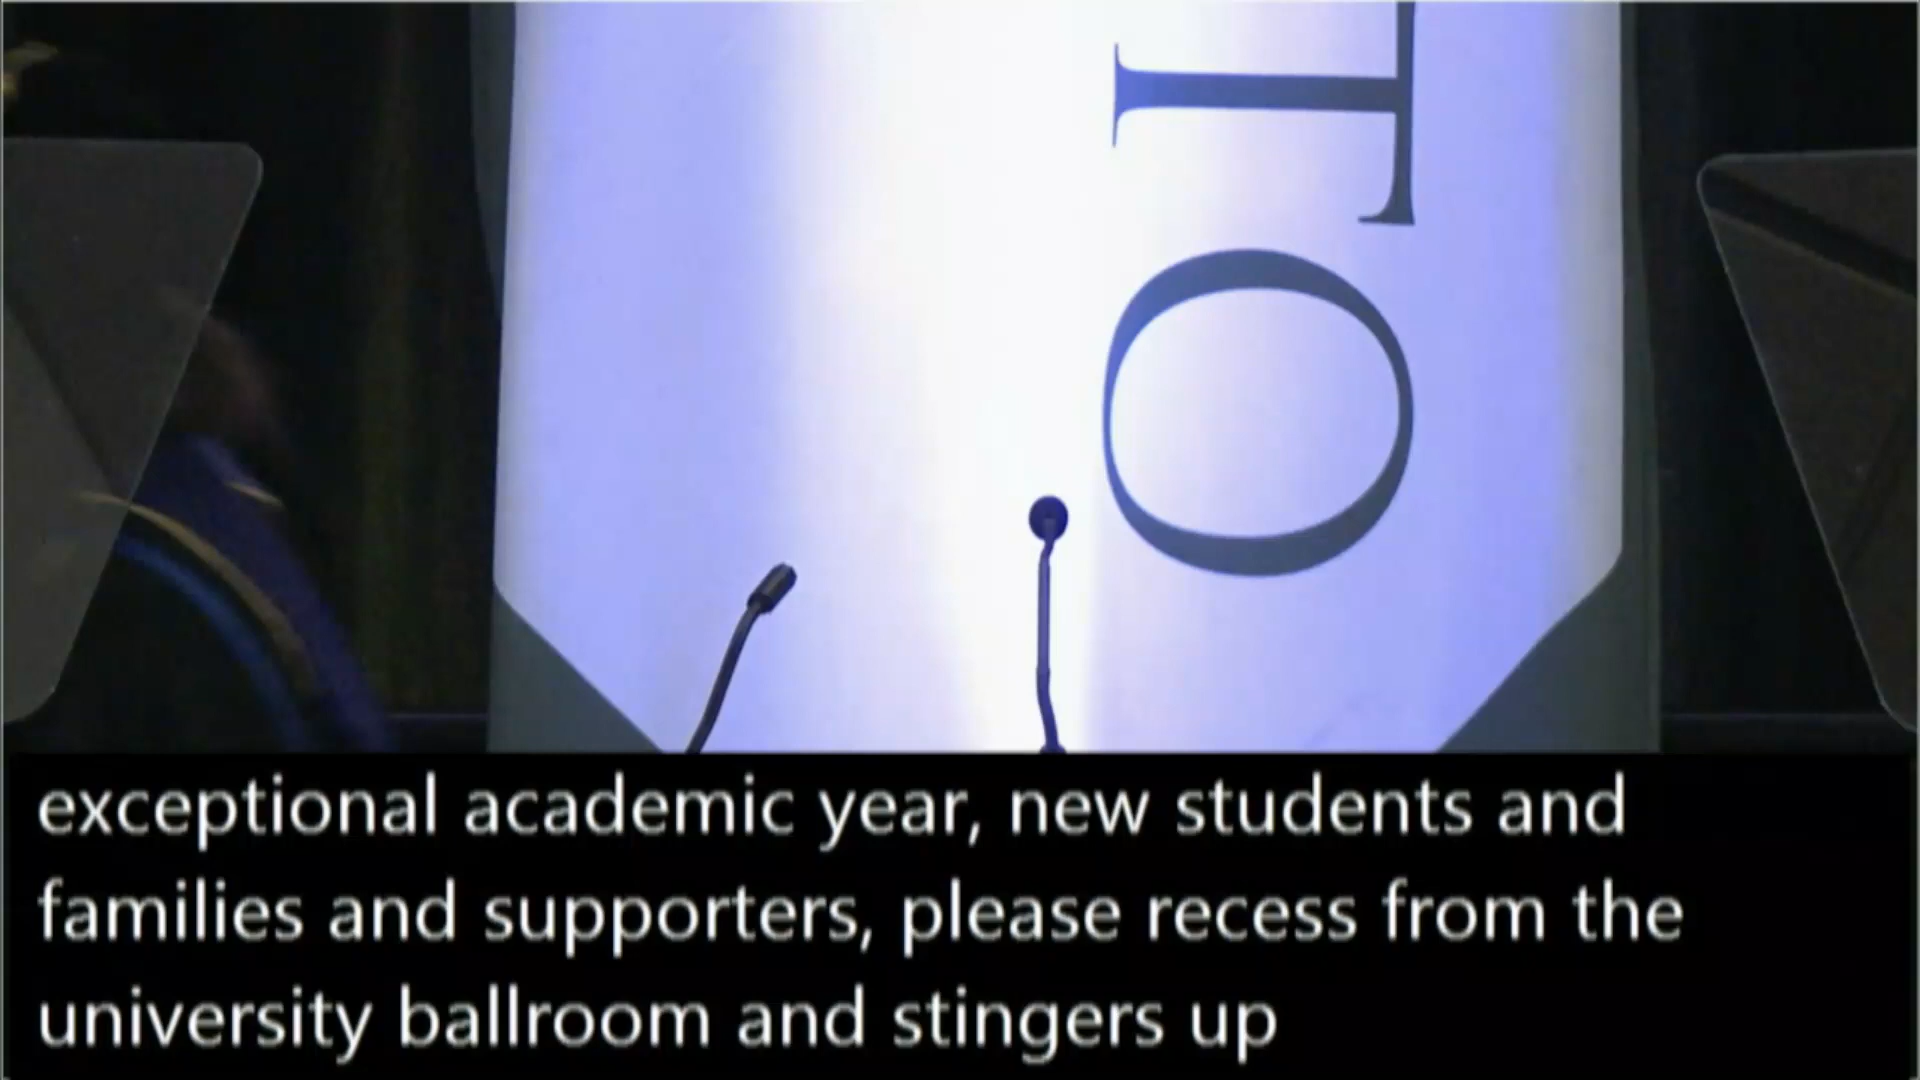 TO
exceptional academic year, new students and
families and supporters, please recess from the
university ballroom and stingers up